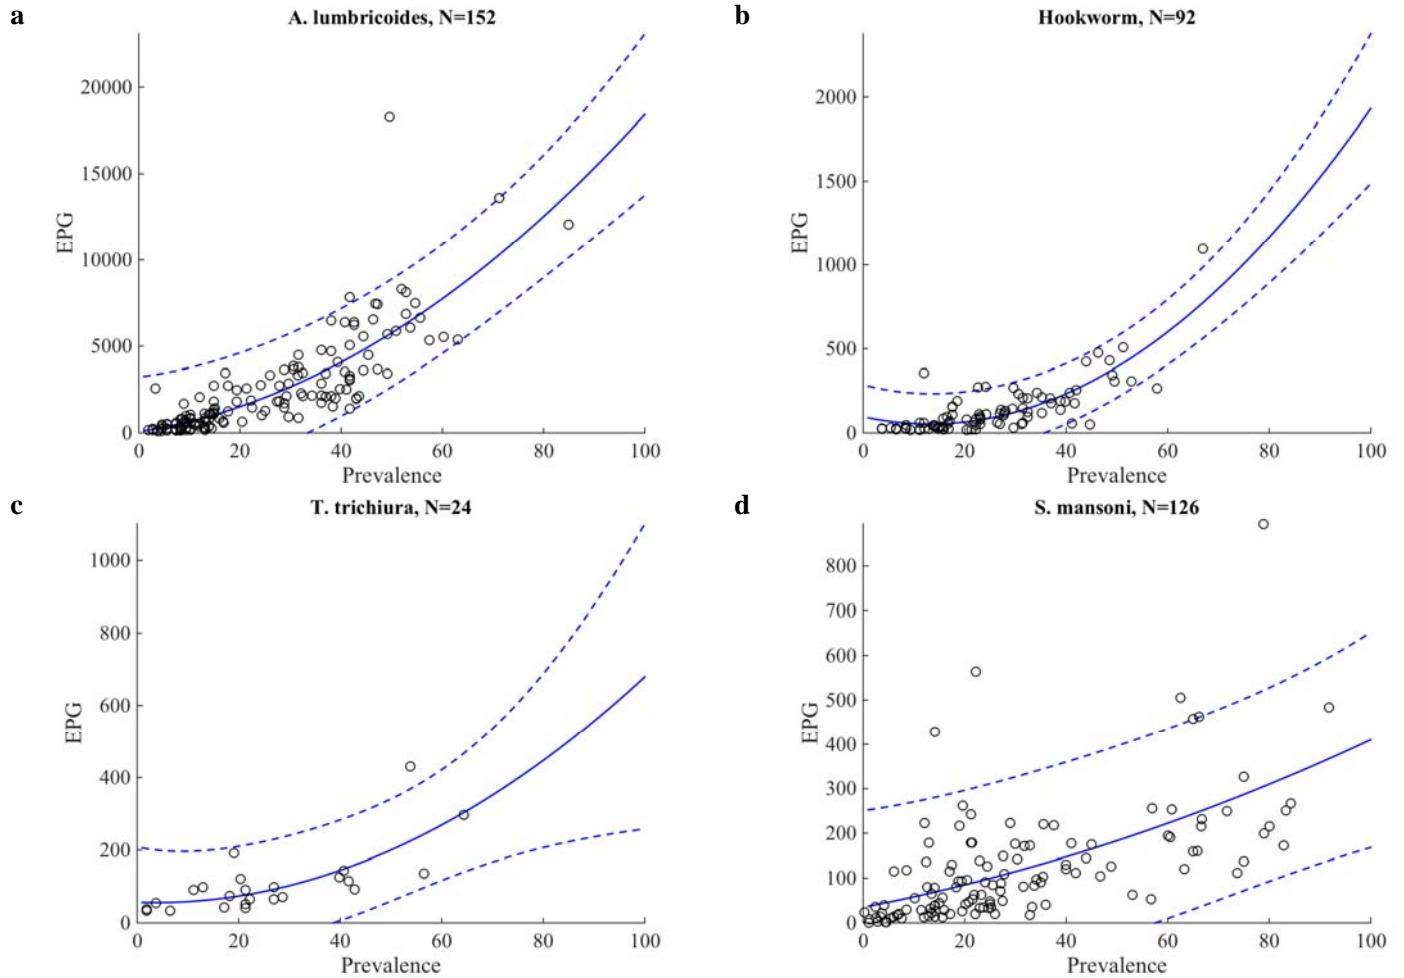 a
A. lumbricoides, N=152
EPG
20000
15000
10000
5000
0
0 20 40 60 80 100
Prevalence
b
Hookworm, N=92
EPG
2000
1500
1000
500
0
0 20 40 60 80 100
Prevalence
c
T. trichiura, N=24
EPG
1000
800
600
400
200
0
0 20 40 60 80 100
Prevalence
d
S. mansoni, N=126
EPG
800
700
600
500
400
300
200
100
0
0 20 40 60 80 100
Prevalence